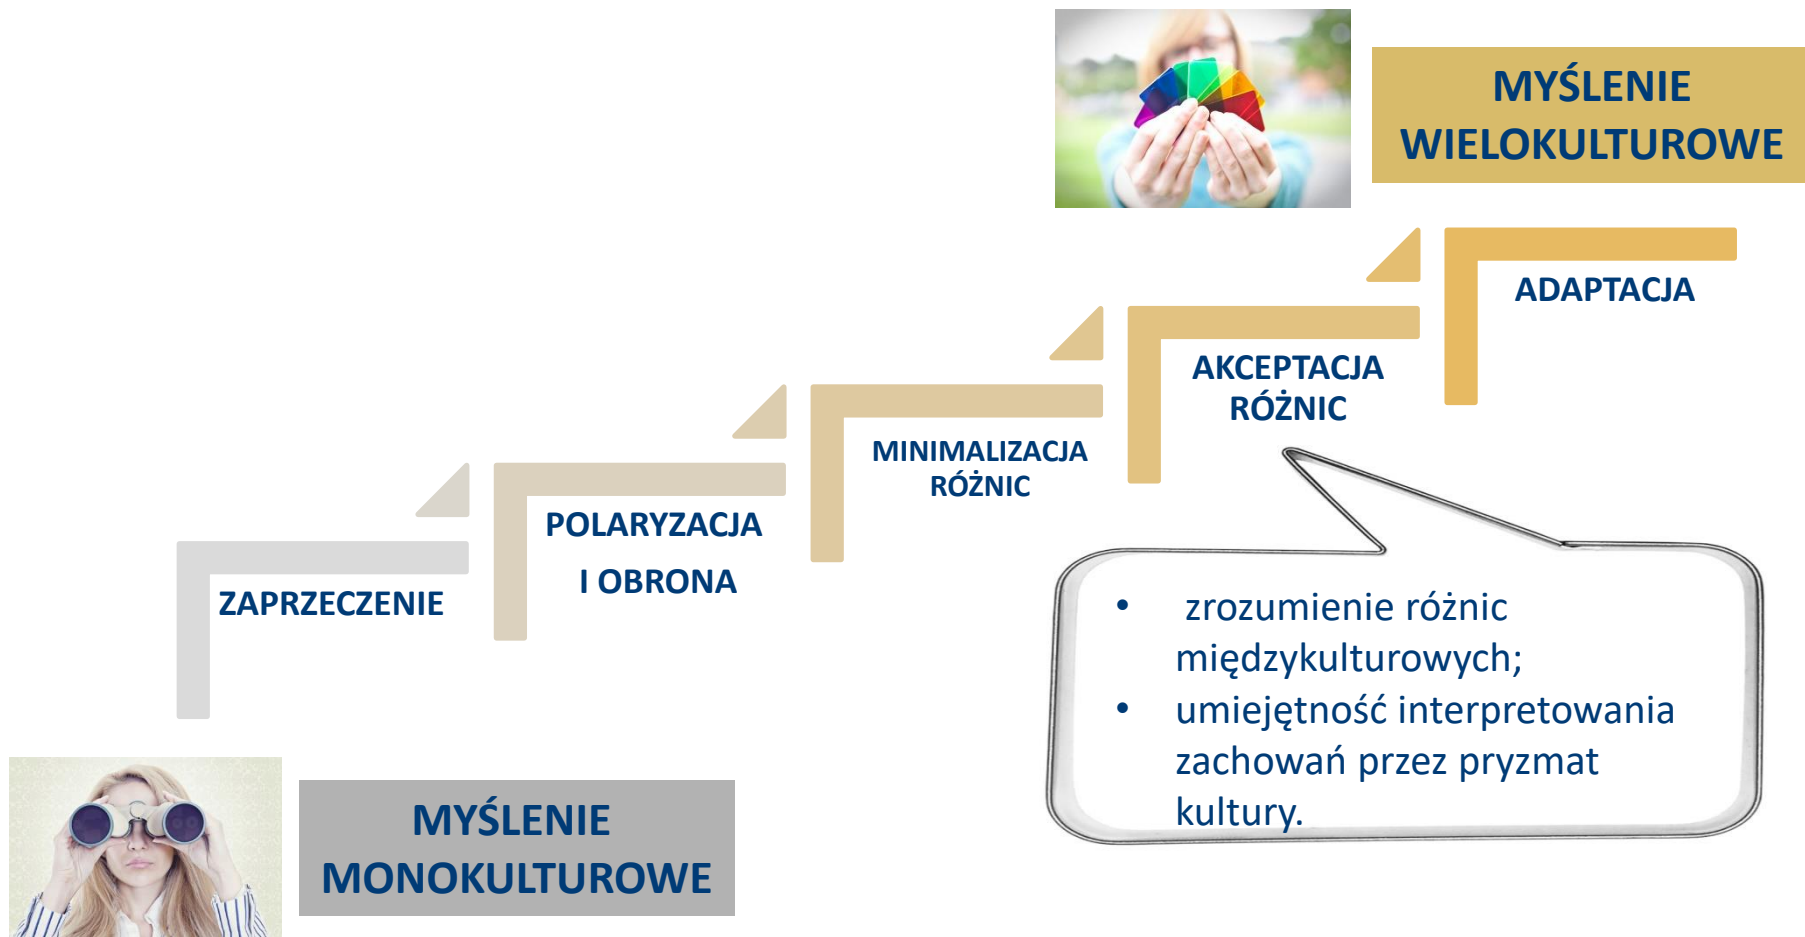 MYŚLENIE
WIELOKULTUROWE
ADAPTACJA
AKCEPTACJA
RÓŻNIC
MINIMALIZACJA
RÓŻNIC
POLARYZACJA
I OBRONA
ZAPRZECZENIE
• zrozumienie różnic
międzykulturowych;
• umiejętność interpretowania
zachowań przez pryzmat
kultury.
MYŚLENIE
MONOKULTUROWE